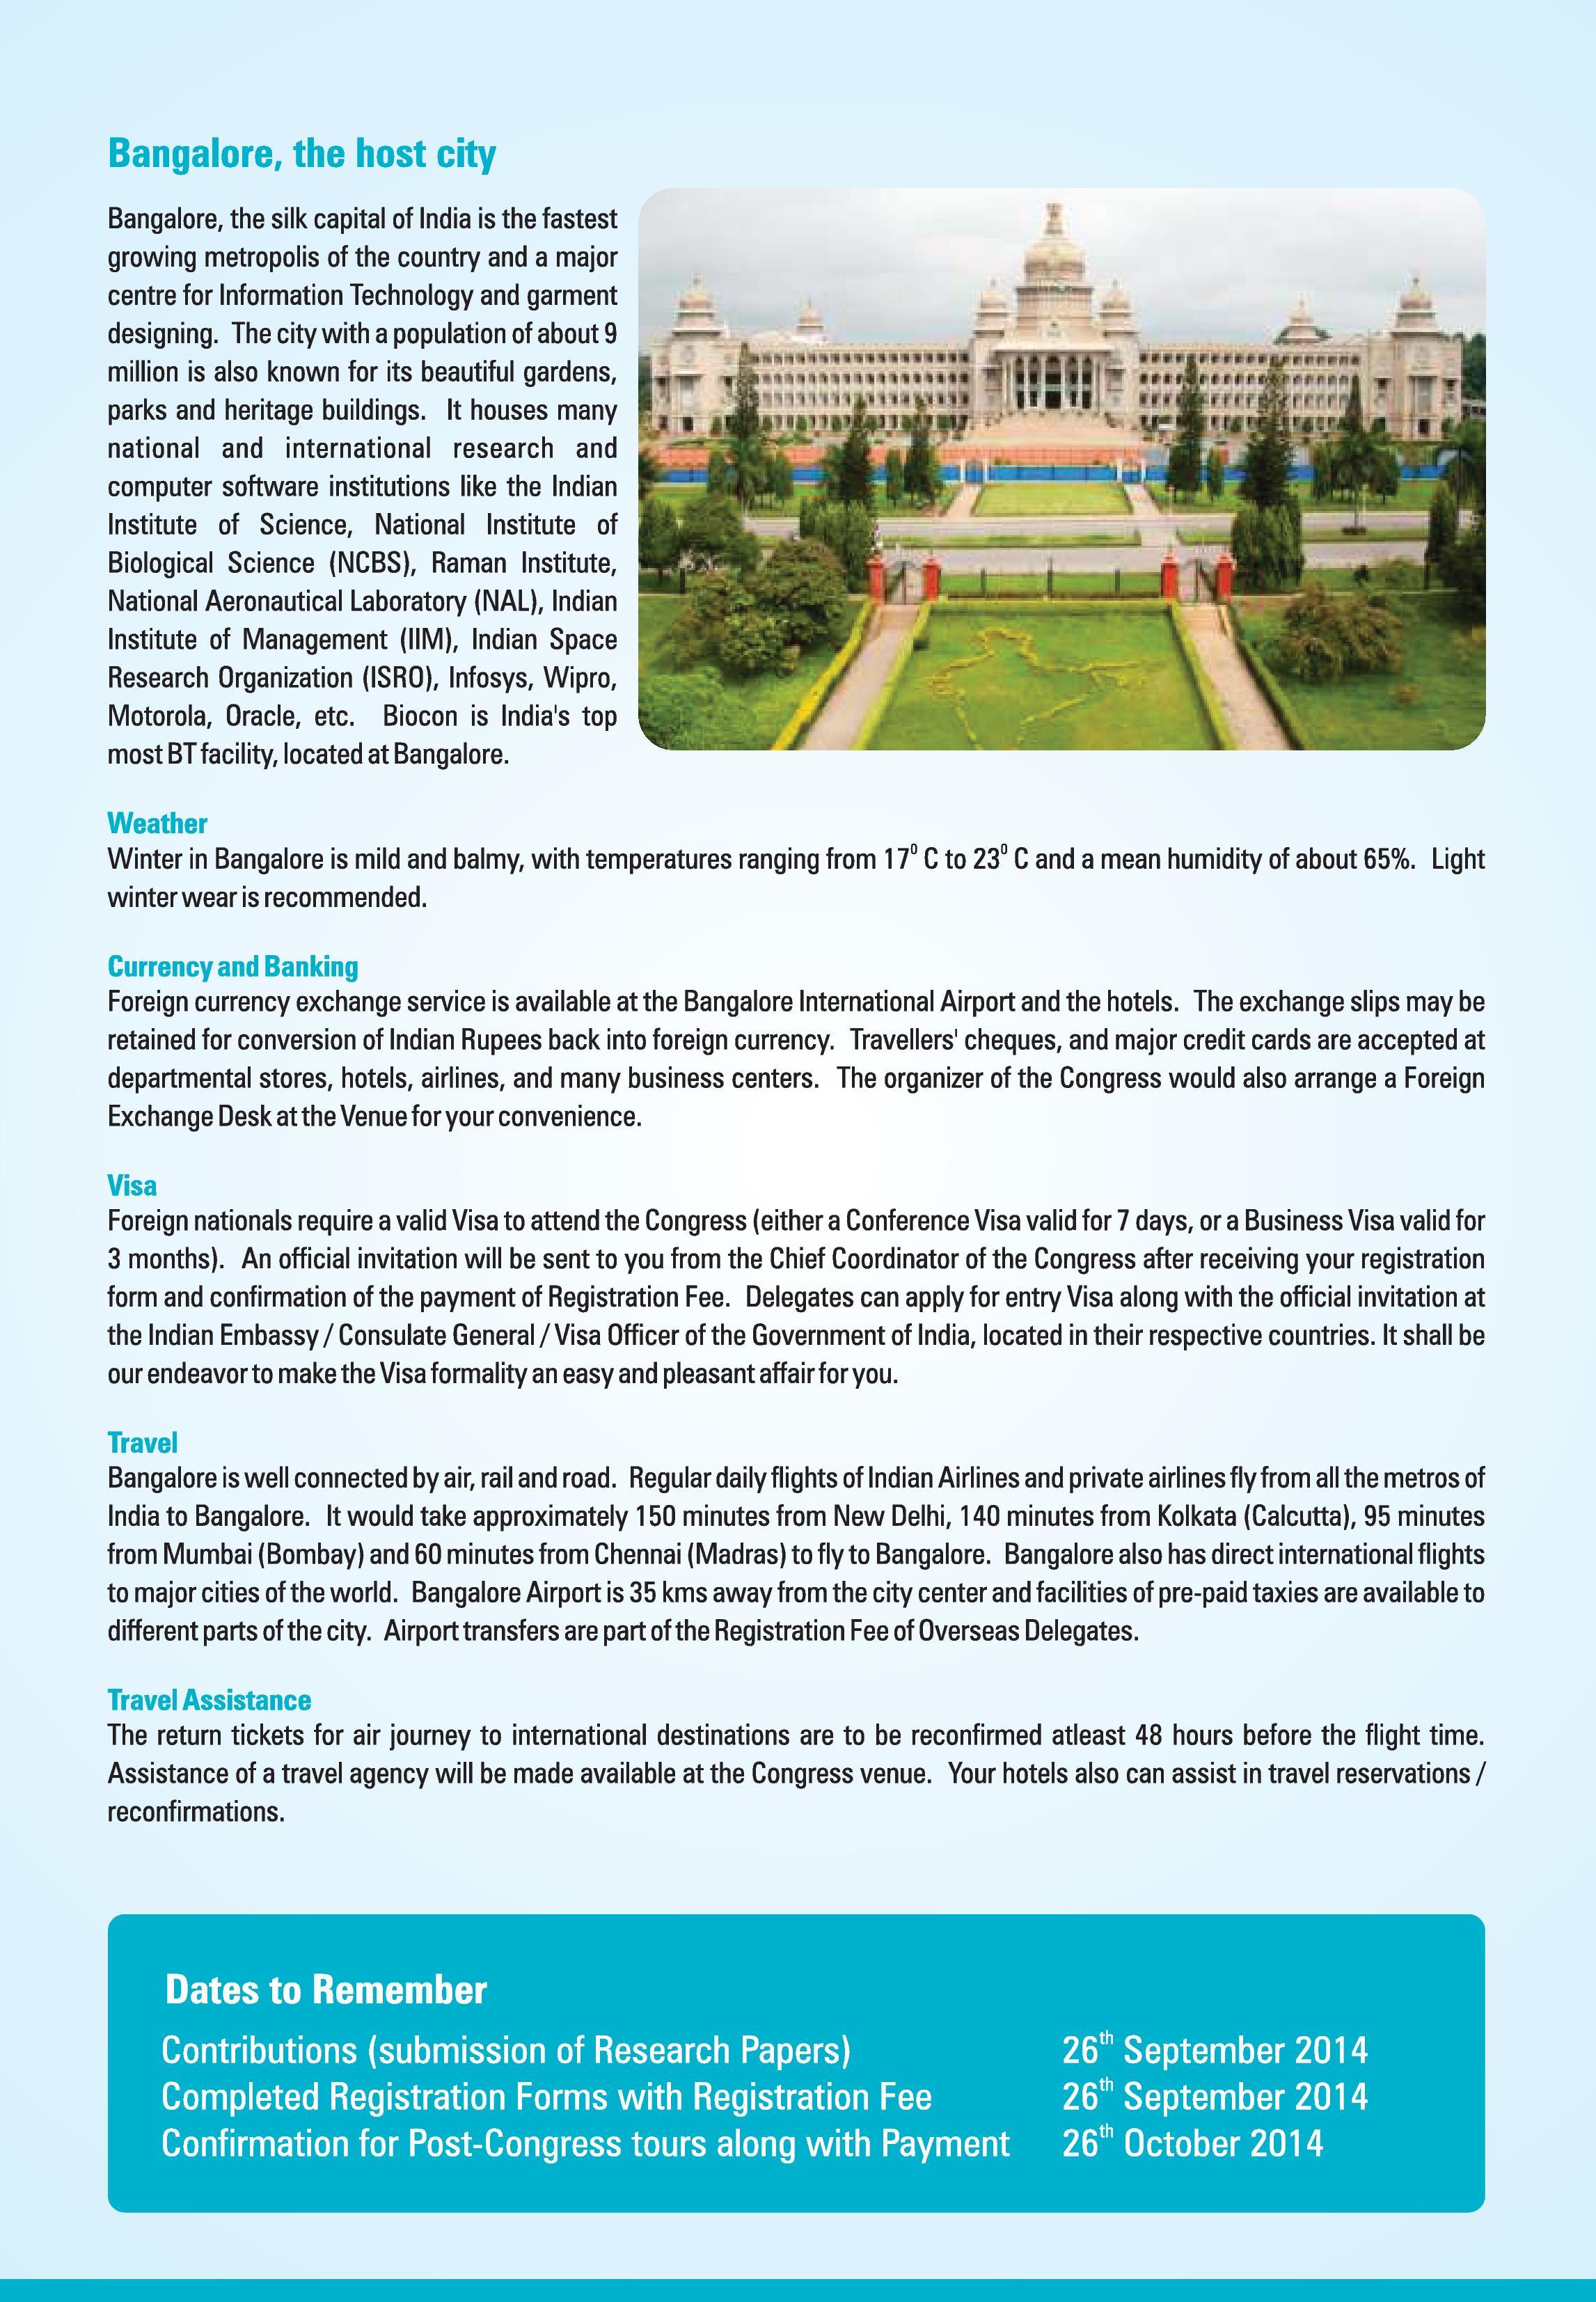 Bangalore, the host city
Bangalore, the silk capital of India is the fastest
growing metropolis of the country and a major
centre for Information Technology and garment
designing. The city with a population of about 9
million is also known for its beautiful gardens,
parks and heritage buildings. It houses many
national and international research and
computer software institutions like the Indian
Institute of Science, National Institute of
Biological Science (NCBS), Raman Institute,
National Aeronautical Laboratory (NAL), Indian
Institute of Management (IIM), Indian Space
Research Organization (ISRO), Infosys, Wipro,
Motorola, Oracle, etc. Biocon is India's top
most BT facility, located at Bangalore.
Weather
Winter in Bangalore is mild and balmy, with temperatures ranging from 17⁰ C to 23⁰ C and a mean humidity of about 65%. Light
winter wear is recommended.
Currency and Banking
Foreign currency exchange service is available at the Bangalore International Airport and the hotels. The exchange slips may be
retained for conversion of Indian Rupees back into foreign currency. Travellers' cheques, and major credit cards are accepted at
departmental stores, hotels, airlines, and many business centers. The organizer of the Congress would also arrange a Foreign
Exchange Desk at the Venue for your convenience.
Visa
Foreign nationals require a valid Visa to attend the Congress (either a Conference Visa valid for 7 days, or a Business Visa valid for
3 months). An official invitation will be sent to you from the Chief Coordinator of the Congress after receiving your registration
form and confirmation of the payment of Registration Fee. Delegates can apply for entry Visa along with the official invitation at
the Indian Embassy / Consulate General / Visa Officer of the Government of India, located in their respective countries. It shall be
our endeavor to make the Visa formality an easy and pleasant affair for you.
Travel
Bangalore is well connected by air, rail and road. Regular daily flights of Indian Airlines and private airlines fly from all the metros of
India to Bangalore. It would take approximately 150 minutes from New Delhi, 140 minutes from Kolkata (Calcutta), 95 minutes
from Mumbai (Bombay) and 60 minutes from Chennai (Madras) to fly to Bangalore. Bangalore also has direct international flights
to major cities of the world. Bangalore Airport is 35 kms away from the city center and facilities of pre-paid taxies are available to
different parts of the city. Airport transfers are part of the Registration Fee of Overseas Delegates.
Travel Assistance
The return tickets for air journey to international destinations are to be reconfirmed atleast 48 hours before the flight time.
Assistance of a travel agency will be made available at the Congress venue. Your hotels also can assist in travel reservations /
reconfirmations.
Dates to Remember
Contributions (submission of Research Papers) 26th September 2014
Completed Registration Forms with Registration Fee 26th September 2014
Confirmation for Post-Congress tours along with Payment 26th October 2014